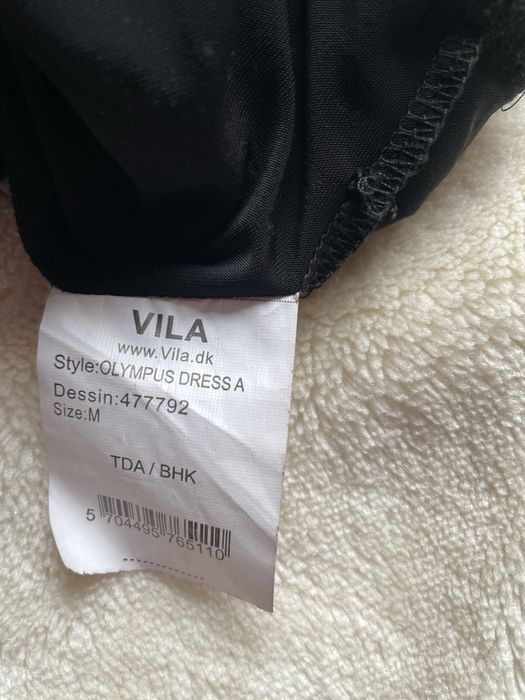 VILA
www.Vila.dk
Style:OLYMPUS DRESS A
Dessin:477792
Size:M
TDA / BHK
5 704495 765110